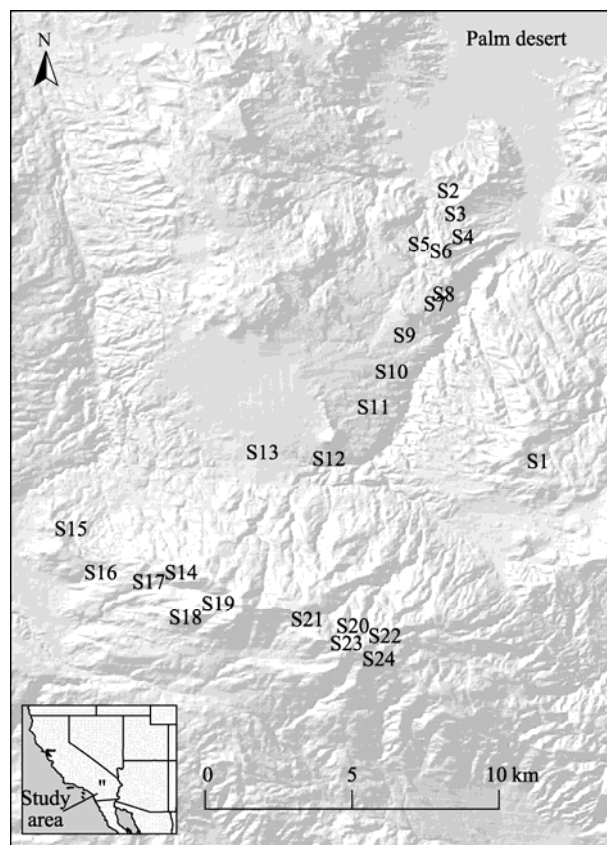 Palm desert
N
S2
S3
S4
S5
S6
S8
S7
S9
S10
S11
S13
S12
S1
S15
S16
S14
S17
S19
S18
S21
S20
S22
S23
S24
0
5
10 km
Study
area